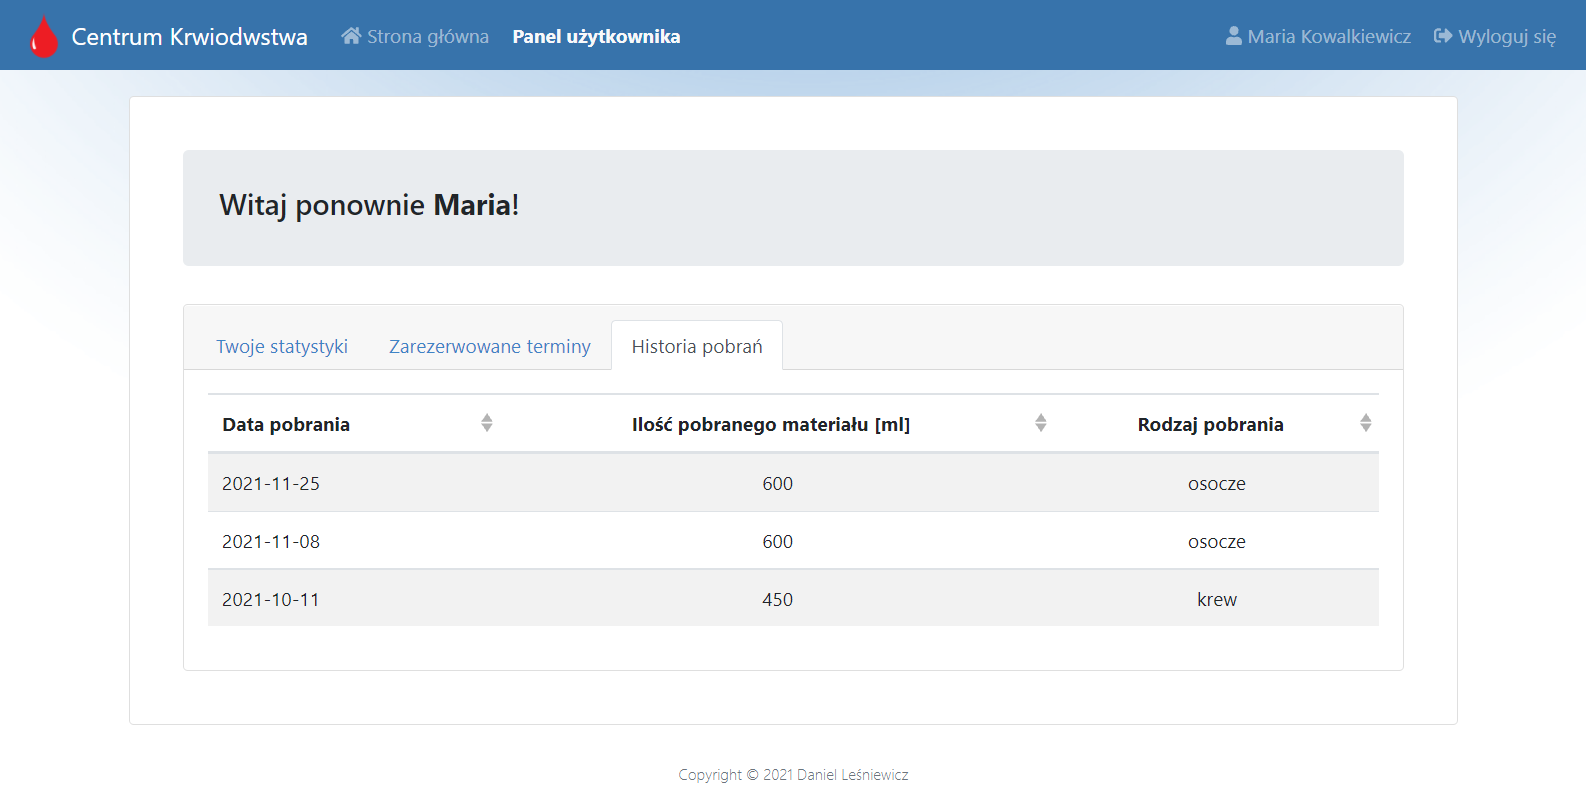 Centrum Krwiodwstwa Strona główna Panel użytkownika Maria Kowalkiewicz Wyloguj się
Witaj ponownie Maria!
Twoje statystyki Zarezerwowane terminy Historia pobrań
Data pobrania Ilość pobranego materiału [ml] Rodzaj pobrania
2021-11-25 600 osocze
2021-11-08 600 osocze
2021-10-11 450 krew
Copyright © 2021 Daniel Leśniewicz